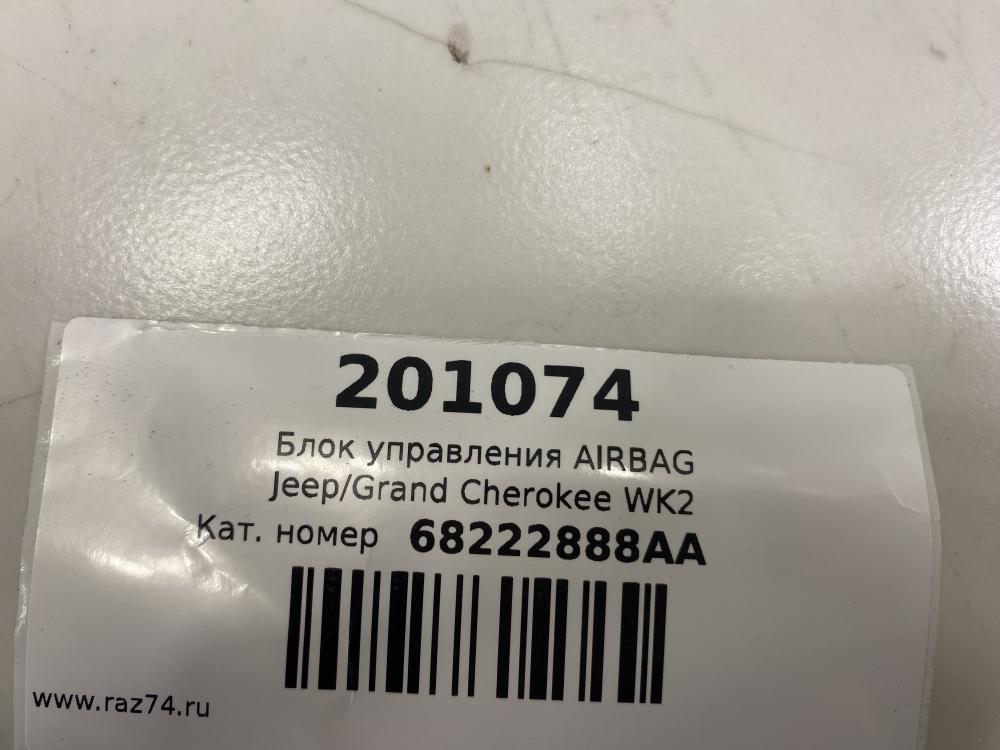 201074
Блок управления AIRBAG
Jeep/Grand Cherokee WK2
Кат. номер 68222888AA
www.raz74.ru